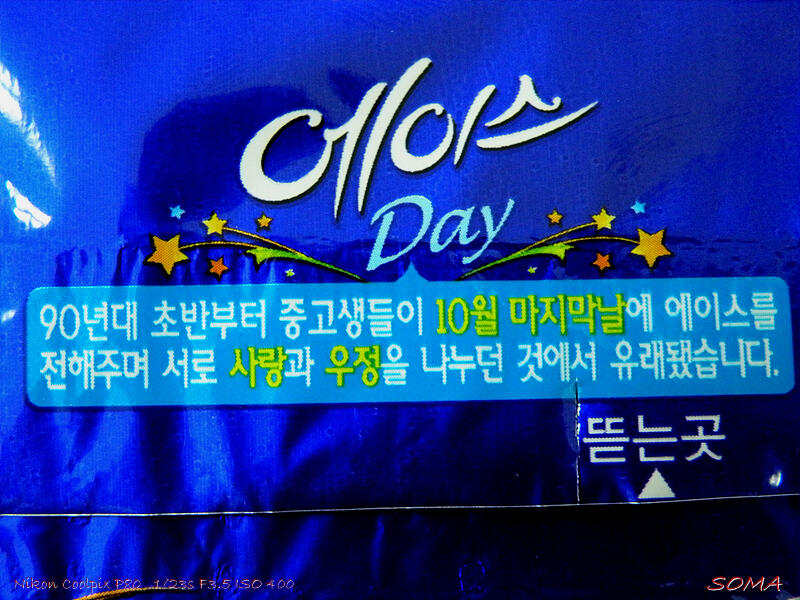 에이스
Day
90년대 초반부터 중고생들이 10월 마지막날에 에이스를
전해주며 서로 사랑과 우정을 나누던 것에서 유래됐습니다.
뜯는곳
Nikon Coolpix P80 1/23s F3.5 ISO 400
SOMA